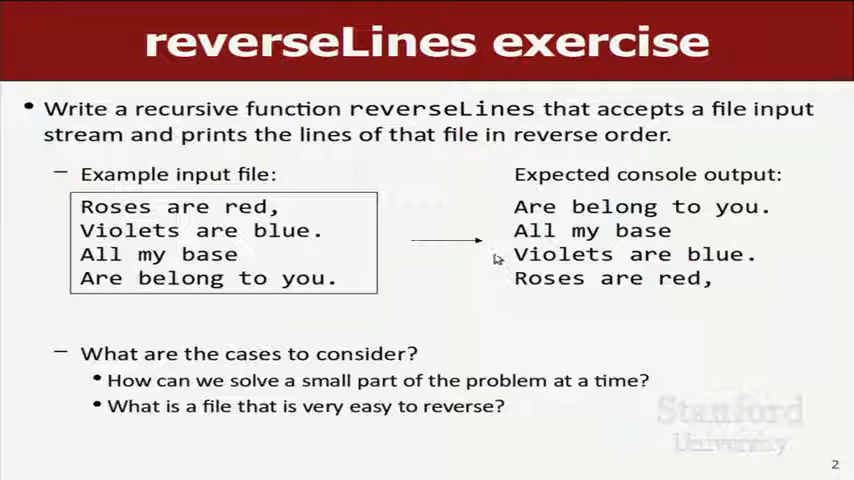 reverseLines exercise
• Write a recursive function reverseLines that accepts a file input
stream and prints the lines of that file in reverse order.
– Example input file:
Roses are red,
Violets are blue.
All my base
Are belong to you.
Expected console output:
Are belong to you.
All my base
Violets are blue.
Roses are red,
– What are the cases to consider?
• How can we solve a small part of the problem at a time?
• What is a file that is very easy to reverse?
Stanford
University
2